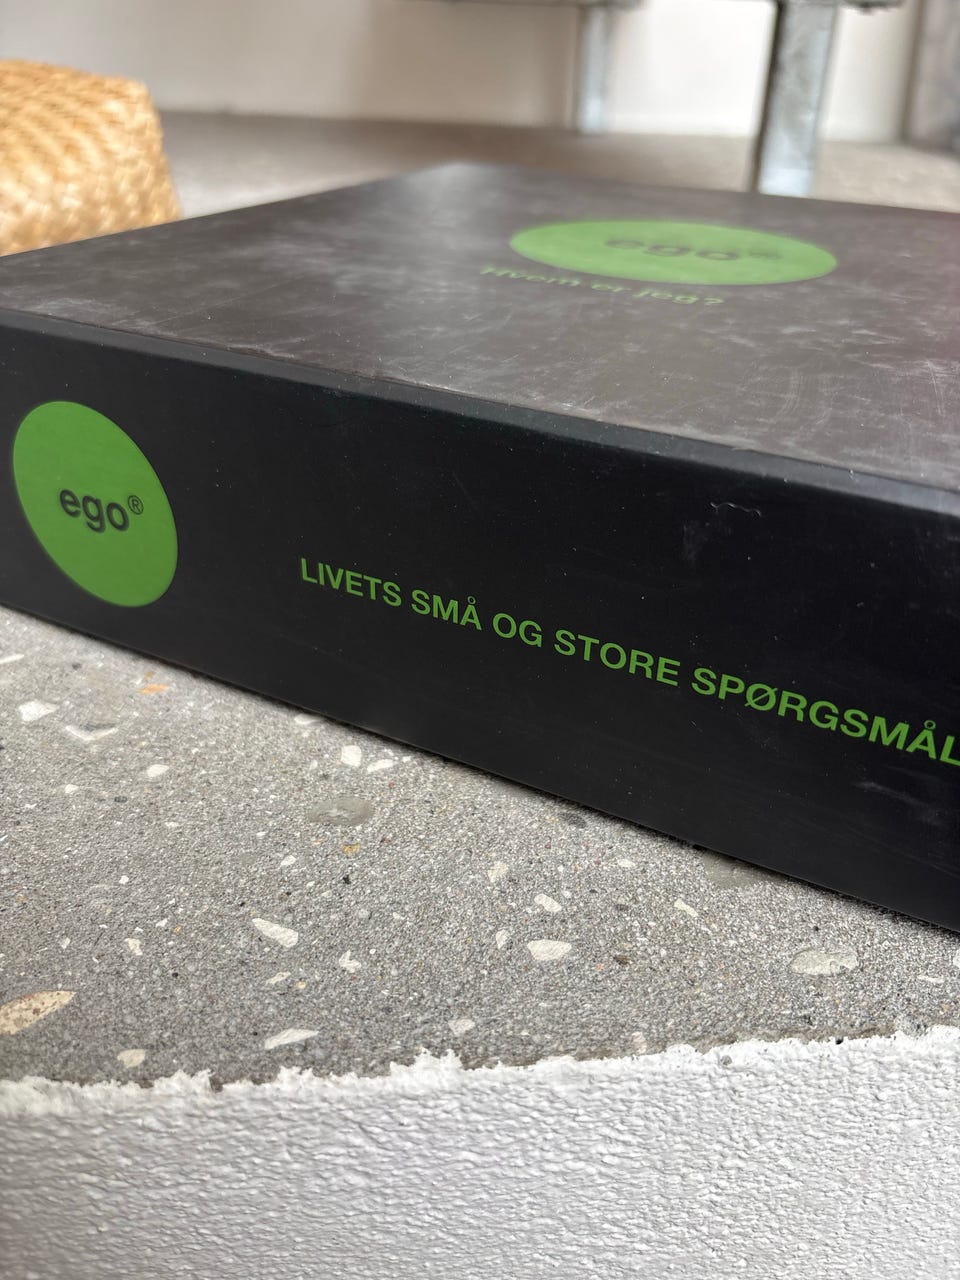 ego®
Hvem er jeg?
ego®
LIVETS SMÅ OG STORE SPØRGSMÅL